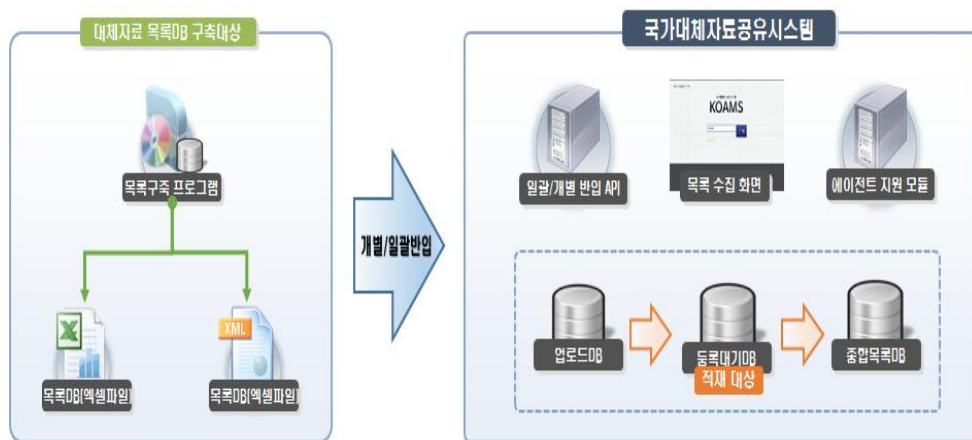 대체자료 목록DB 구축대상
목록구축 프로그램
XML
목록DB(엑셀파일)
목록DB(엑셀파일)
개별/일괄반입
국가대체자료공유시스템
KOAMS
일괄/개별 반입 API
목록 수집 화면
에이전트 지원 모듈
업로드DB
등록대기DB
적재 대상
종합목록DB